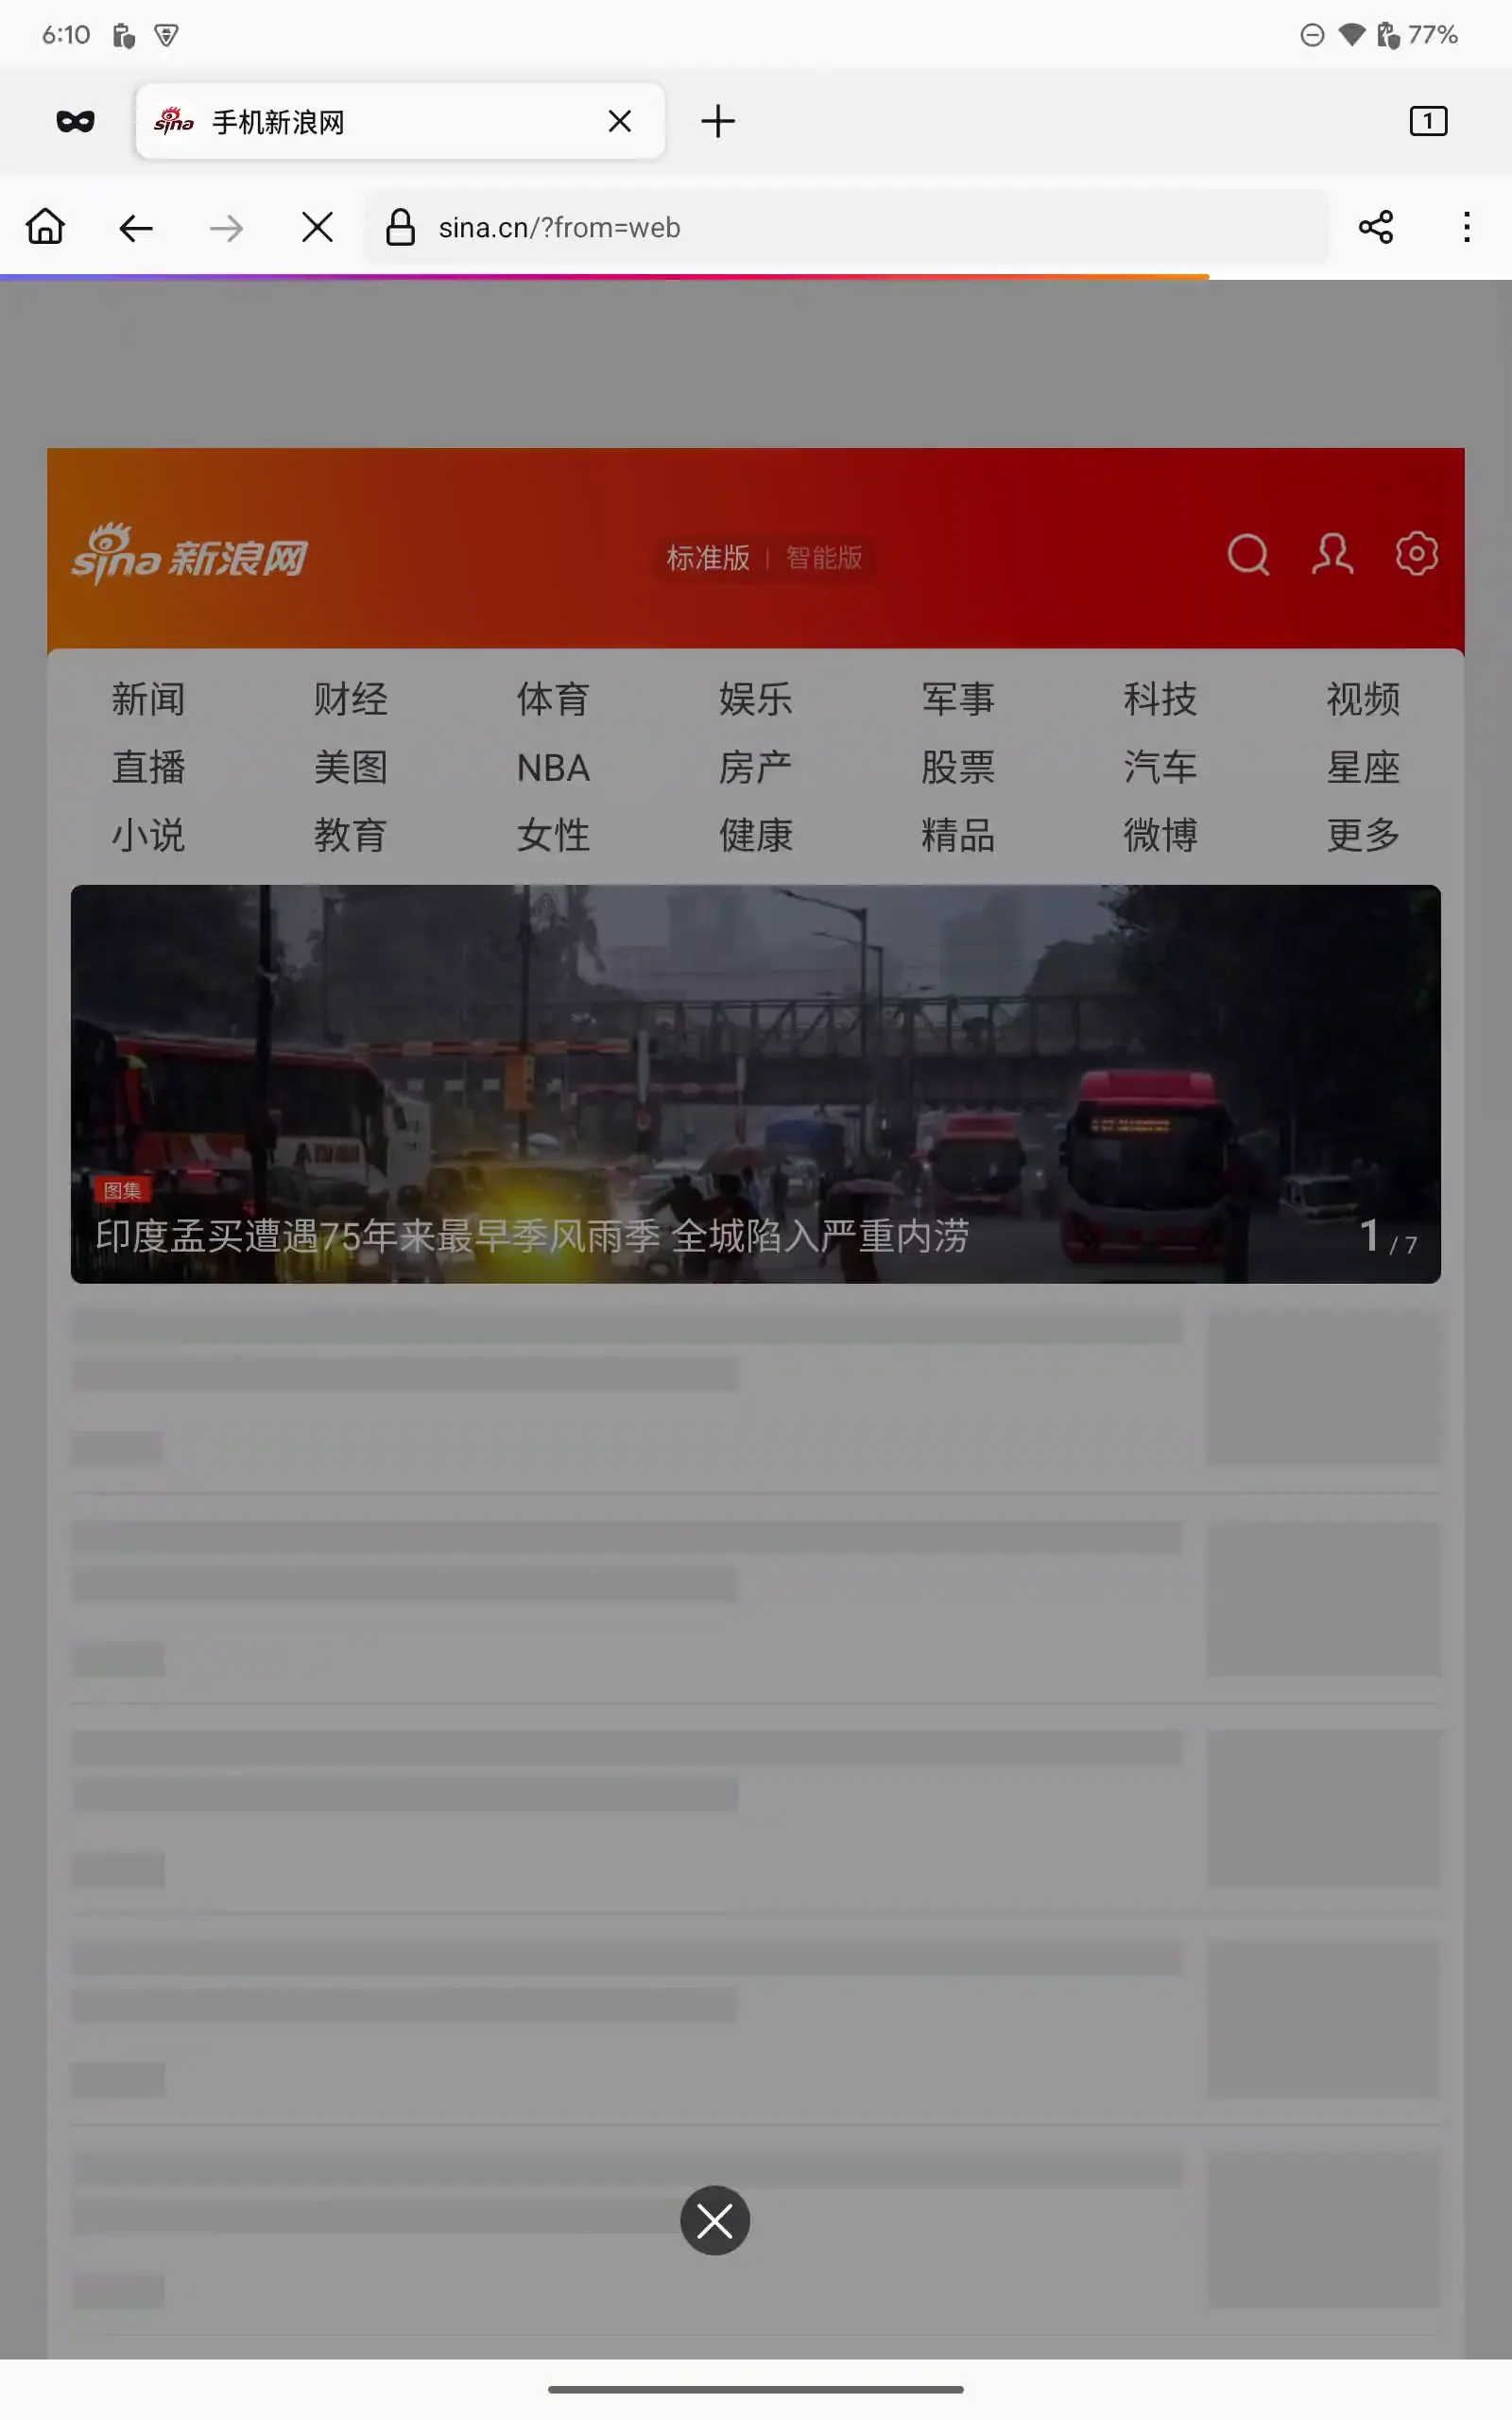 6:10 77%
sina 手机新浪网 1
sina.cn/?from=web
sina 新浪网 标准版 | 智能版
新闻 财经 体育 娱乐 军事 科技 视频
直播 美图 NBA 房产 股票 汽车 星座
小说 教育 女性 健康 精品 微博 更多
图集
印度孟买遭遇75年来最早季风雨季 全城陷入严重内涝 1 / 7